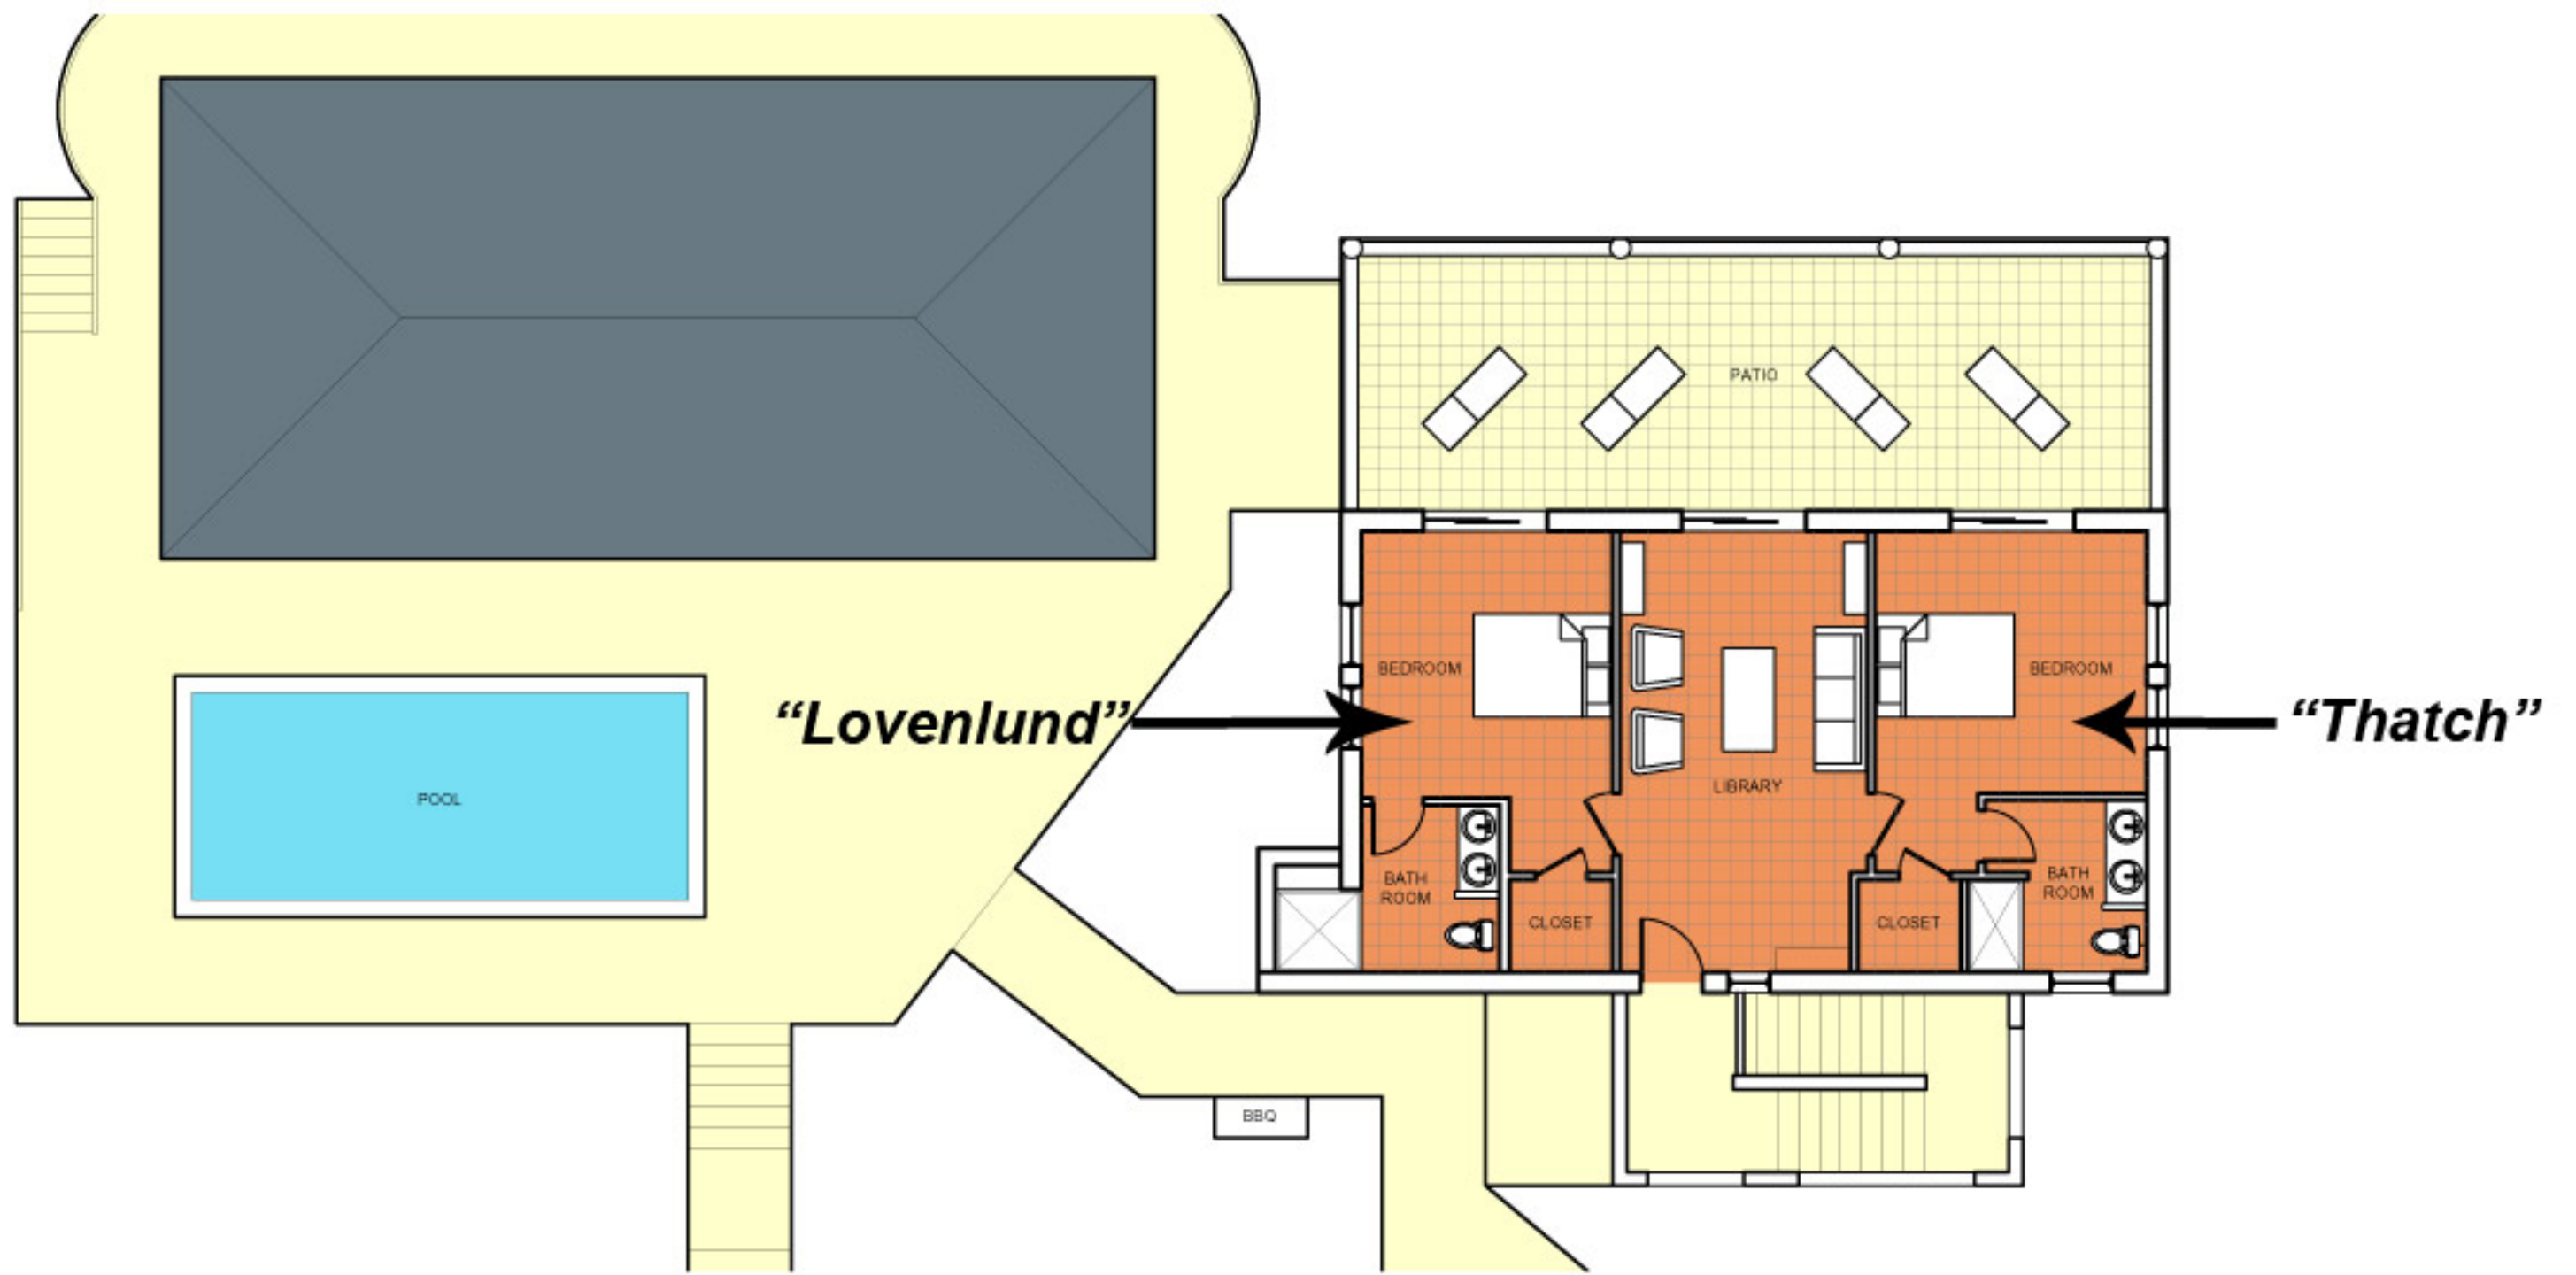 PATIO
BEDROOM
BEDROOM
“Lovenlund”
“Thatch”
LIBRARY
POOL
BATH
ROOM
CLOSET
CLOSET
BATH
ROOM
BBQ